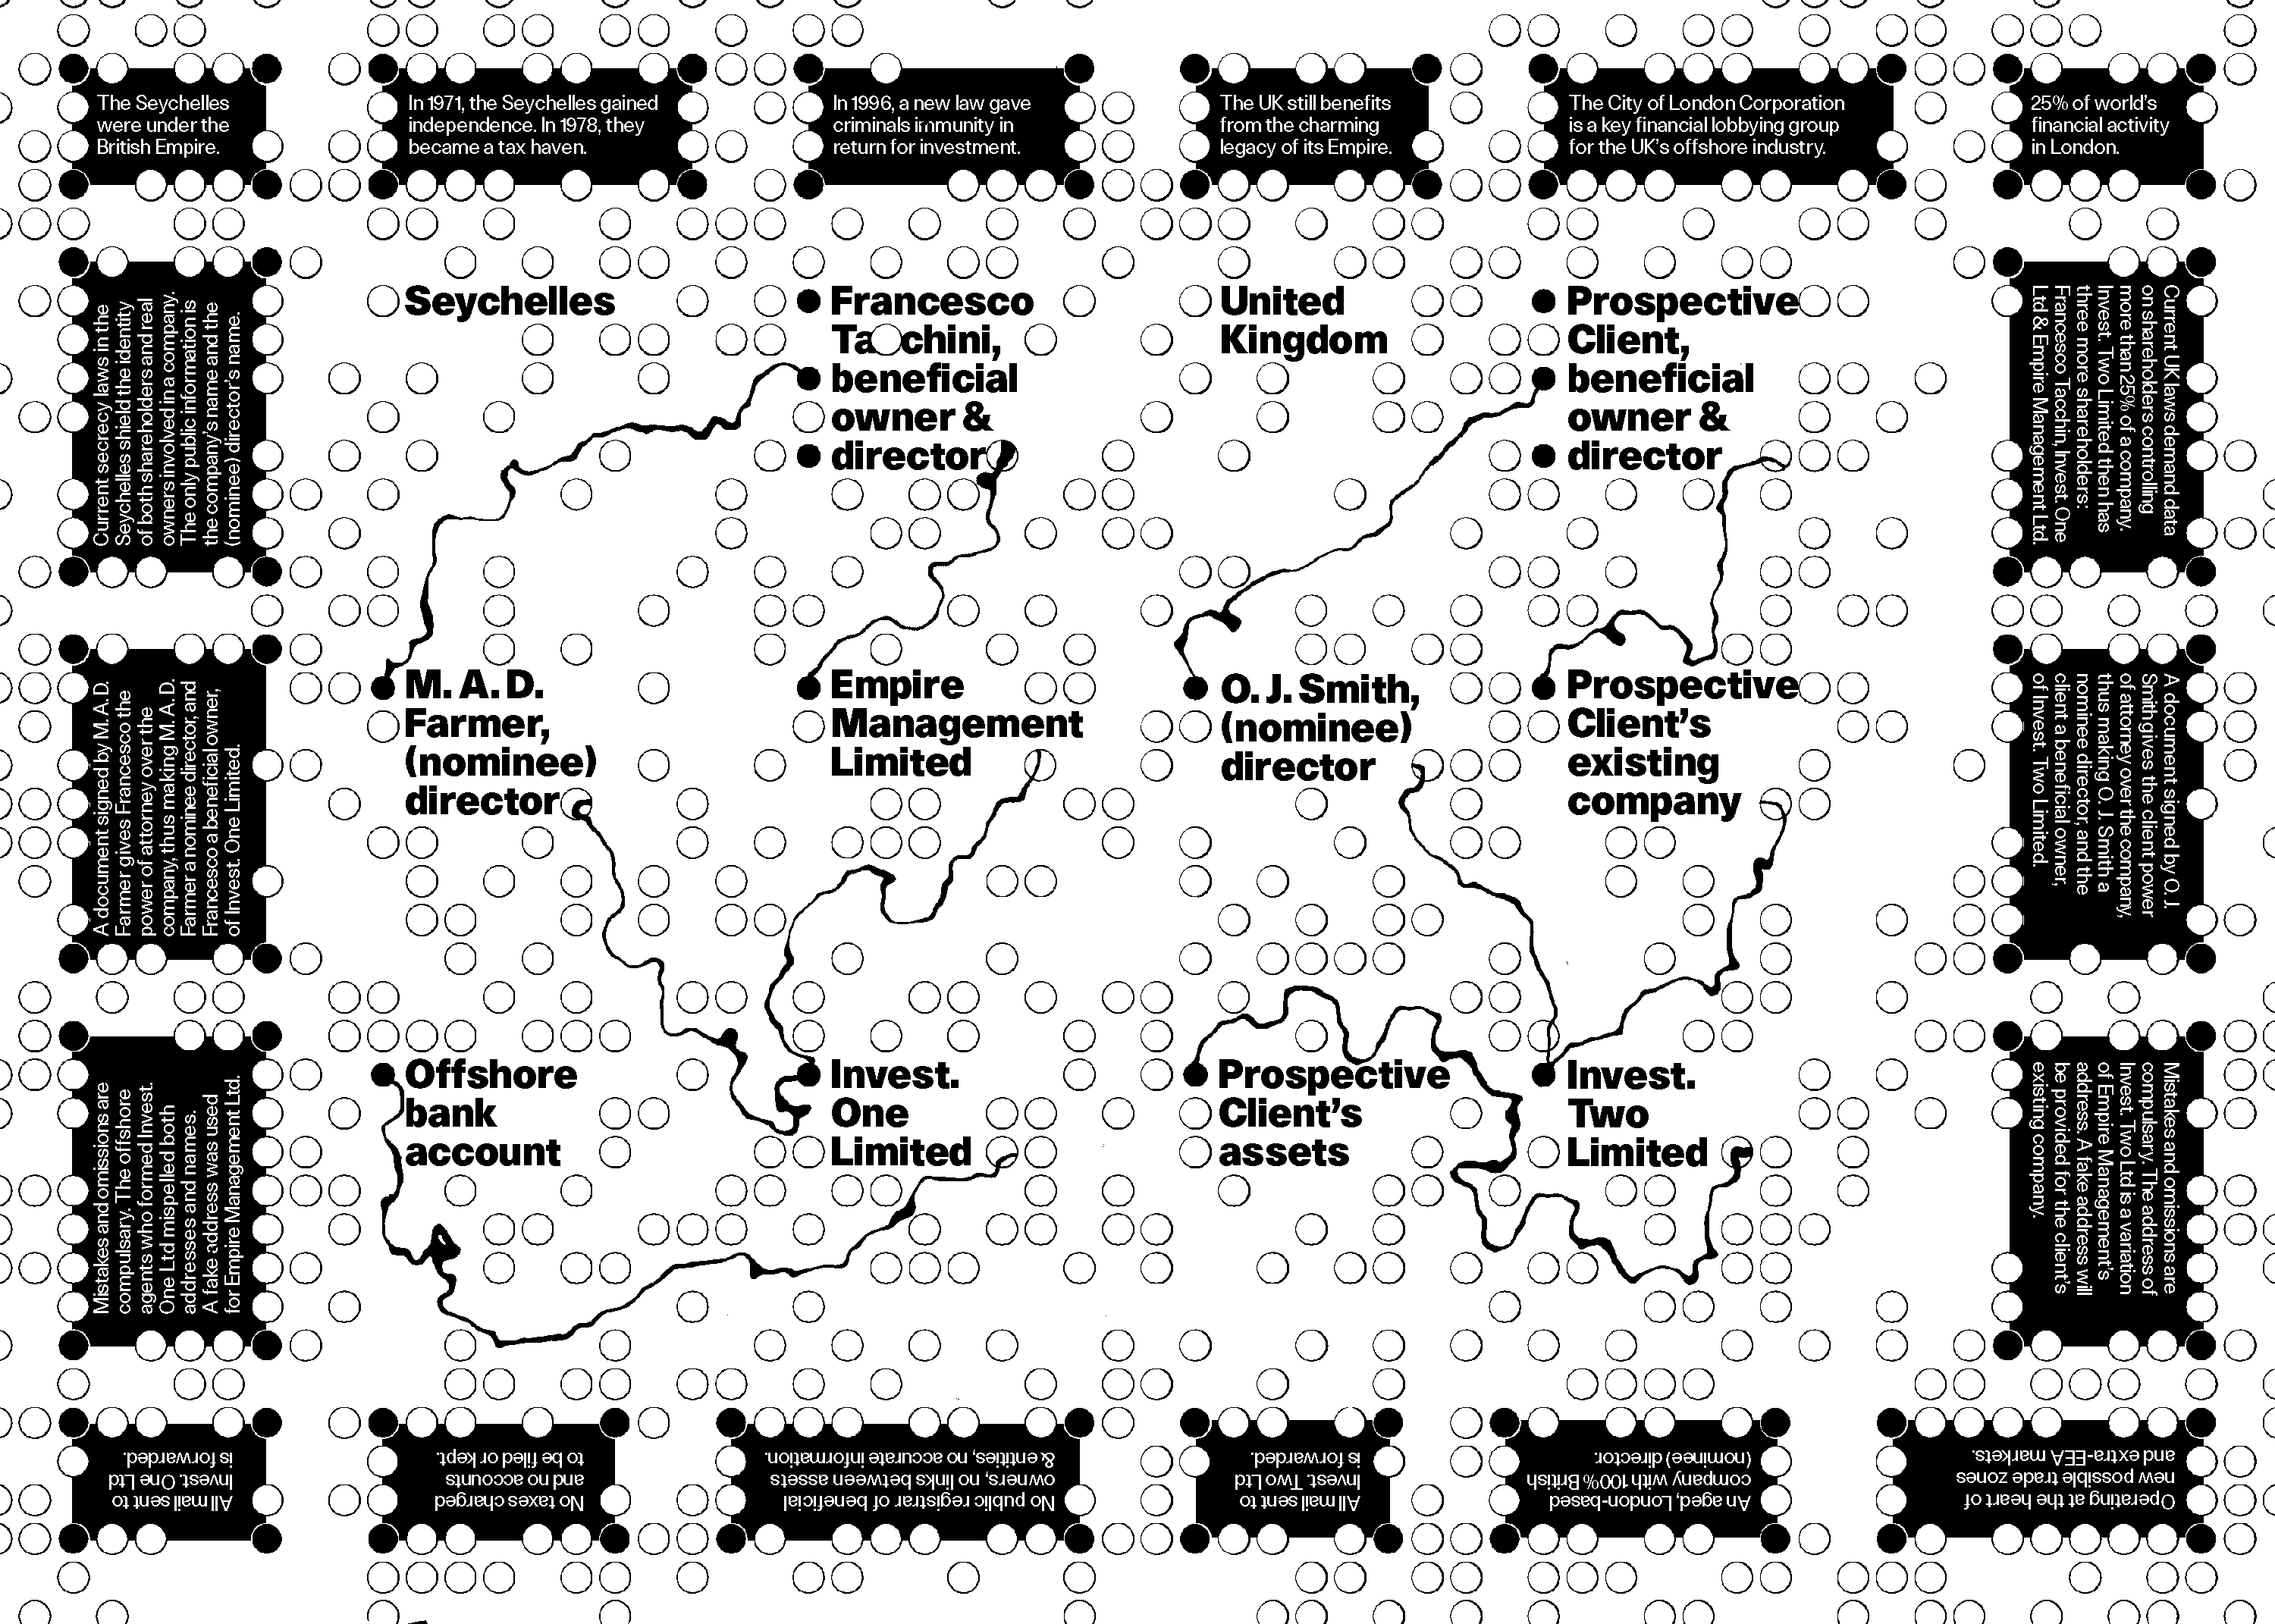 The Seychelles
were under the
British Empire.
In 1971, the Seychelles gained
independence. In 1978, they
became a tax haven.
In 1996, a new law gave
criminals immunity in
return for investment.
The UK still benefits
from the charming
legacy of its Empire.
The City of London Corporation
is a key financial lobbying group
for the UK's offshore industry.
25% of world's
financial activity
in London.
Current secrecy laws in the
Seychelles shield the identity
of both shareholders and real
owners involved in a company.
The only public information is
the company's name and the
(nominee) director's name.
Seychelles
Francesco
Tacchini,
beneficial
owner &
director
United
Kingdom
Prospective
Client,
beneficial
owner &
director
Current UK laws demand data
on shareholders controlling
more than 25% of a company.
Invest. Two Limited then has
three more shareholders:
Francesco Tacchin, Invest. One
Ltd & Empire Management Ltd.
A document signed by M. A. D.
Farmer gives Francesco the
power of attorney over the
company, thus making M. A. D.
Farmer a nominee director, and
Francesco a beneficial owner,
of Invest. One Limited.
M. A. D.
Farmer,
(nominee)
director
Empire
Management
Limited
O. J. Smith,
(nominee)
director
Prospective
Client's
existing
company
A document signed by O. J.
Smith gives the client power
of attorney over the company,
thus making O. J. Smith a
nominee director, and the
client a beneficial owner,
of Invest. Two Limited.
Mistakes and omissions are
compulsary. The offshore
agents who formed Invest.
One Ltd mispelled both
addresses and names.
A fake address was used
for Empire Management Ltd.
Offshore
bank
account
Invest.
One
Limited
Prospective
Client's
assets
Invest.
Two
Limited
Mistakes and omissions are
compulsary. The address of
Invest. Two Ltd is a variation
of Empire Management's
address. A fake address will
be provided for the client's
existing company.
All mail sent to
Invest. One Ltd
is forwarded.
No taxes charged
and no accounts
to be filed or kept.
No public registrar of beneficial
owners, no links between assets
& entities, no accurate information.
All mail sent to
Invest. Two Ltd
is forwarded.
An aged, London-based
company with 100% British
(nominee) director.
Operating at the heart of
new possible trade zones
and extra-EEA markets.